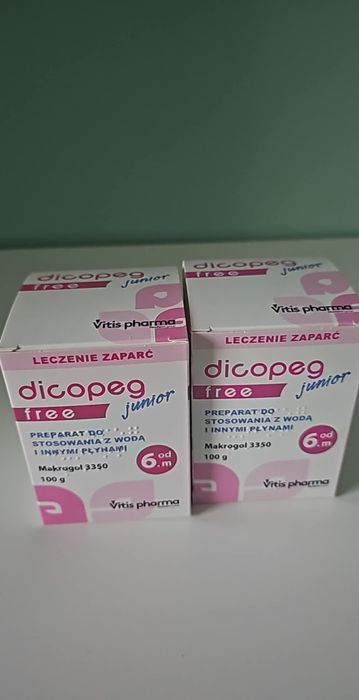 dicopeg
free junior
Vitis pharma
LECZENIE ZAPARĆ
dicopeg
free junior
PREPARAT DO
STOSOWANIA Z WODĄ
I INNYMI PŁYNAMI
Makrogol 3350
100 g
6. od
m
Vitis pharma
dicopeg
free junior
Vitis pharma
LECZENIE ZAPARĆ
dicopeg
free junior
PREPARAT DO
STOSOWANIA Z WODĄ
I INNYMI PŁYNAMI
Makrogol 3350
100 g
6. od
m
Vitis pharma